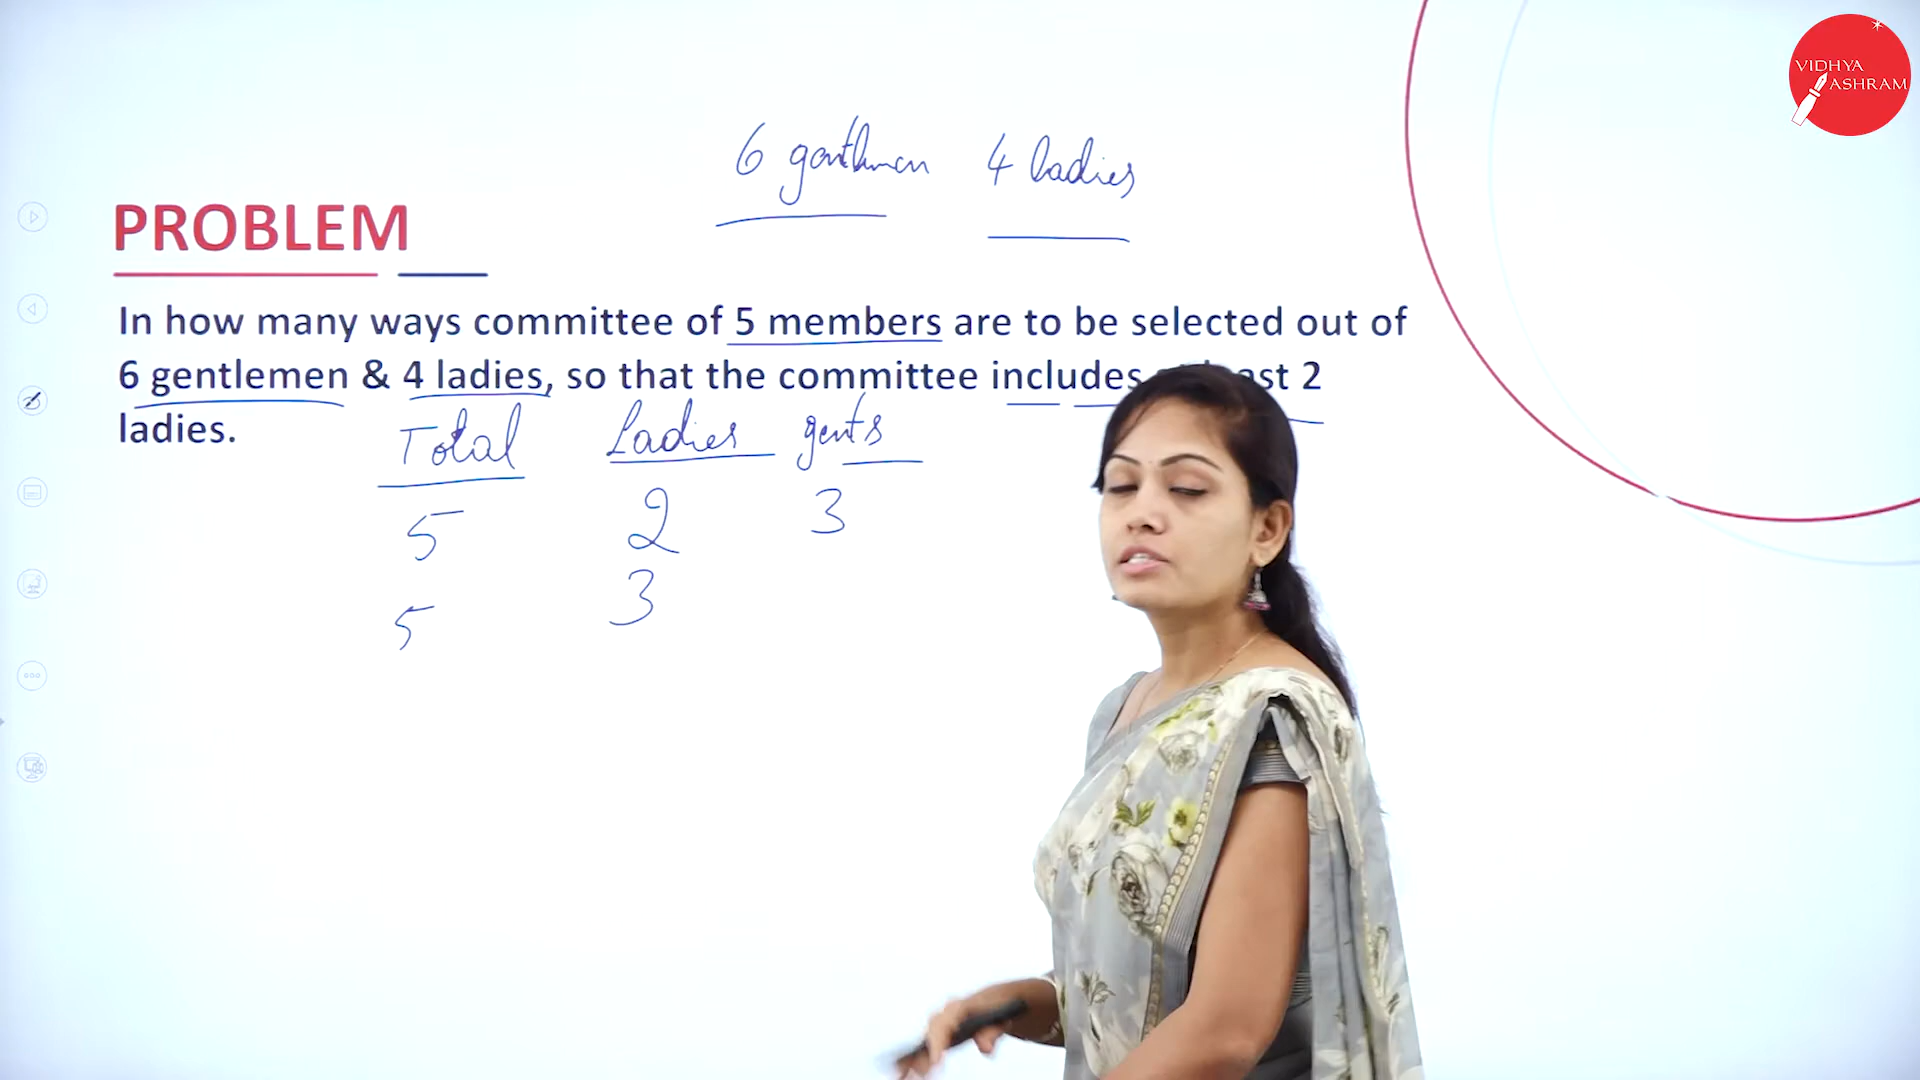 VIDHYA
ASHRAM
6 gentlemen 4 ladies
PROBLEM
In how many ways committee of 5 members are to be selected out of
6 gentlemen & 4 ladies, so that the committee includes 2
ladies.
Total Ladies gents
5 2 3
5 3